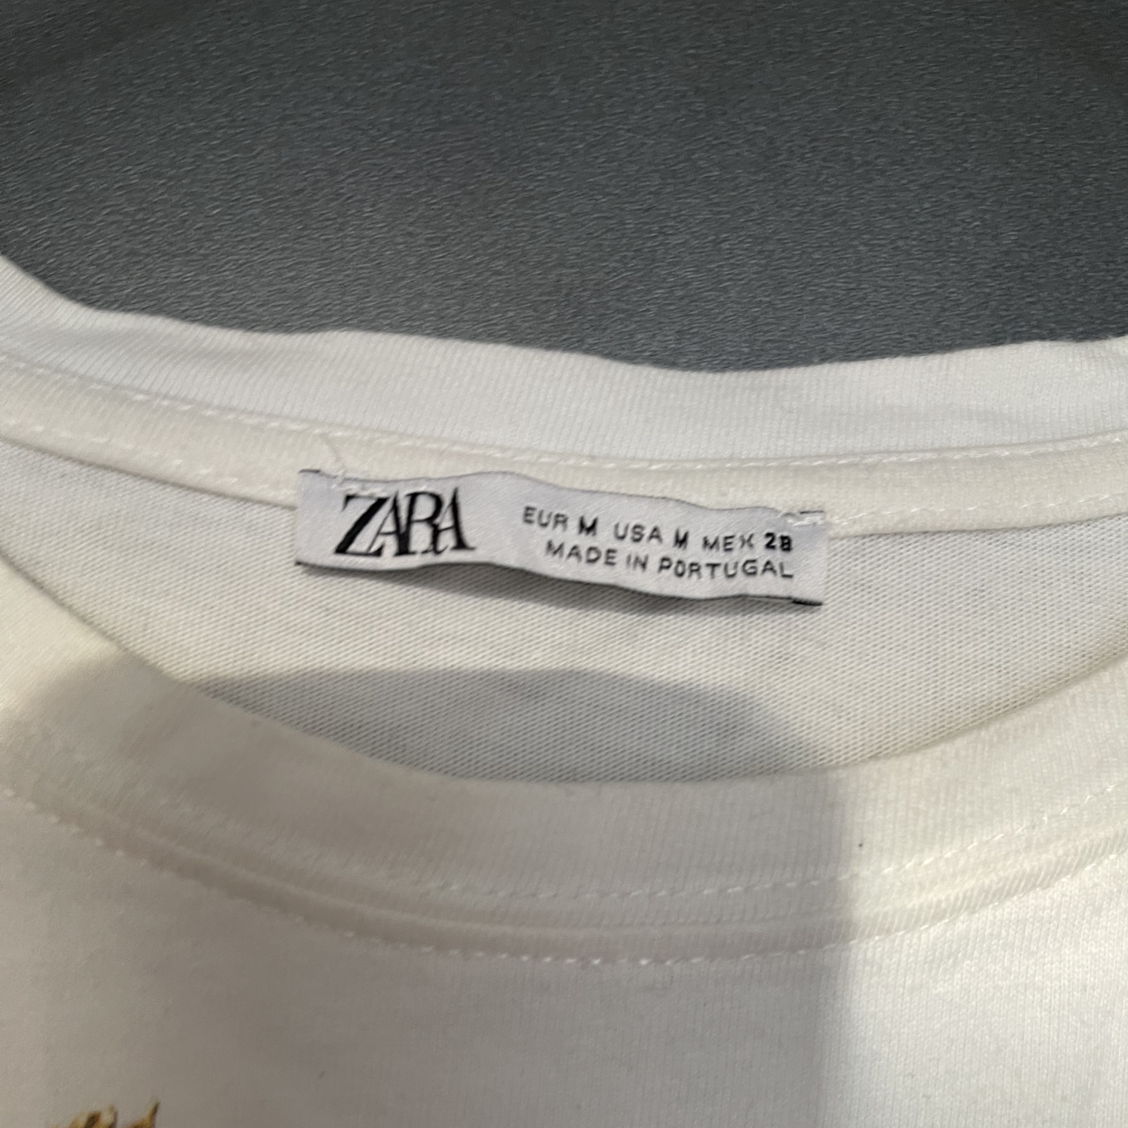 ZARA
EUR M USA M MEX 28
MADE IN PORTUGAL